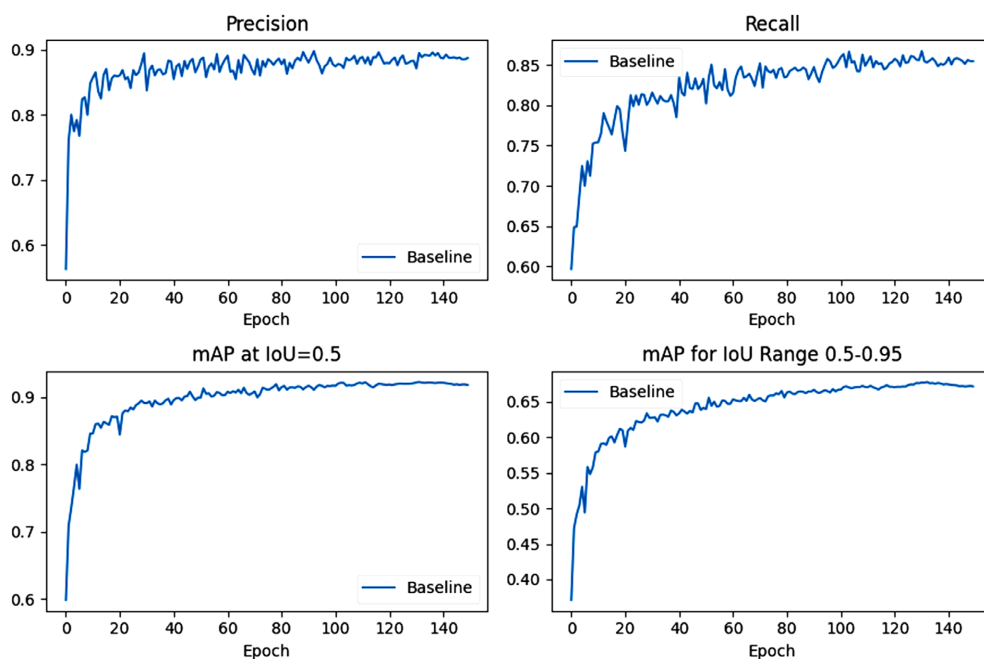 Precision
0.9
0.8
0.7
0.6
Baseline
0 20 40 60 80 100 120 140
Epoch
Recall
0.85
0.80
0.75
0.70
0.65
0.60
Baseline
0 20 40 60 80 100 120 140
Epoch
mAP at IoU=0.5
0.9
0.8
0.7
0.6
Baseline
0 20 40 60 80 100 120 140
Epoch
mAP for IoU Range 0.5-0.95
0.65
0.60
0.55
0.50
0.45
0.40
Baseline
0 20 40 60 80 100 120 140
Epoch